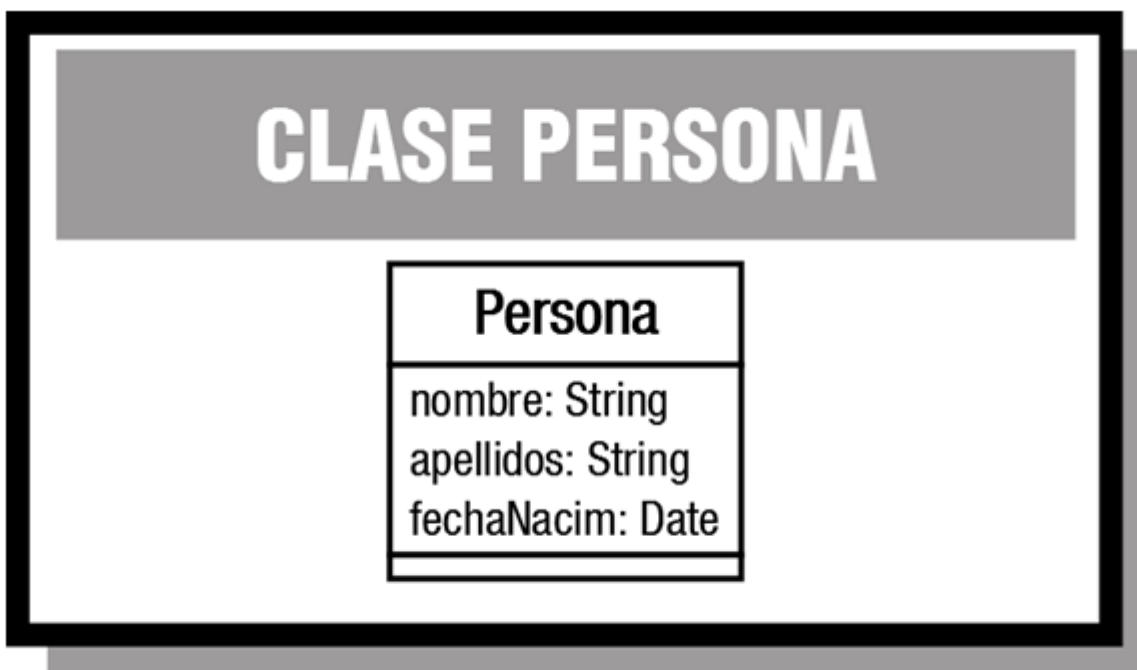 CLASE PERSONA
Persona
nombre: String
apellidos: String
fechaNacim: Date